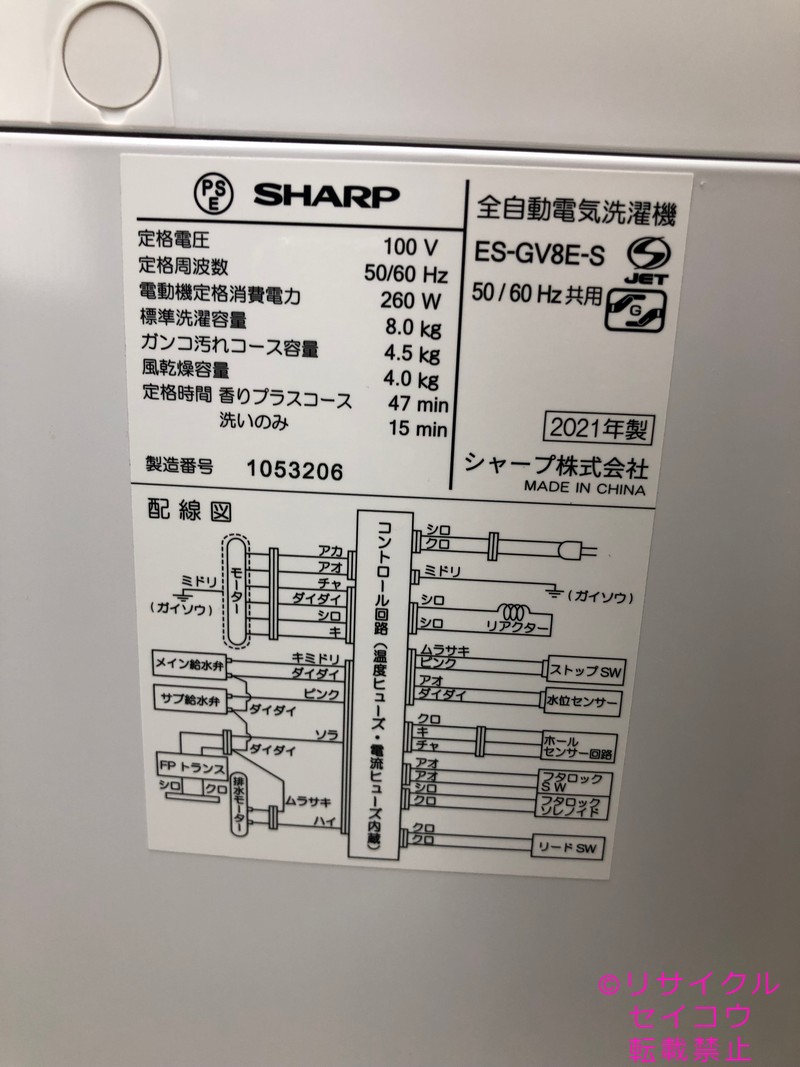 PSE SHARP
定格電圧 100 V
定格周波数 50/60 Hz
電動機定格消費電力 260 W
標準洗濯容量 8.0 kg
ガンコ汚れコース容量 4.5 kg
風乾燥容量 4.0 kg
定格時間 香りプラスコース 47 min
洗いのみ 15 min
製造番号 1053206
全自動電気洗濯機
ES-GV8E-S
S JET
50/60 Hz 共用
G
2021年製
シャープ株式会社
MADE IN CHINA
配線図
ミドリ
(ガイソウ)
モーター
アカ
アオ
チャ
ダイダイ
シロ
キ
メイン給水弁
キミドリ
ダイダイ
サブ給水弁
ピンク
ダイダイ
ソラ
ダイダイ
FPトランス
シロ クロ
排水モーター
ムラサキ
ハイ
コントロール回路(温度ヒューズ・電流ヒューズ内蔵)
シロ
クロ
ミドリ
(ガイソウ)
シロ
シロ
リアクター
ムラサキ
ピンク
ストップSW
アオ
ダイダイ
水位センサー
クロ
キ
チャ
ホール
センサー回路
アオ
アオ
フタロック
SW
シロ
クロ
フタロック
ソレノイド
クロ
クロ
リードSW
©リサイクル
セイコウ
転載禁止